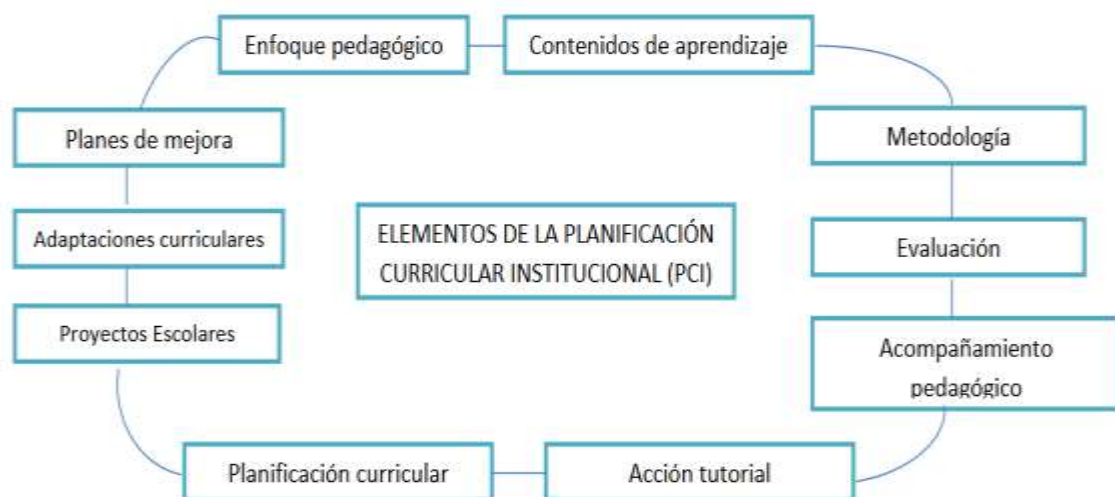 Enfoque pedagógico
Contenidos de aprendizaje
Planes de mejora
Metodología
Adaptaciones curriculares
ELEMENTOS DE LA PLANIFICACIÓN
CURRICULAR INSTITUCIONAL (PCI)
Evaluación
Proyectos Escolares
Acompañamiento
pedagógico
Planificación curricular
Acción tutorial